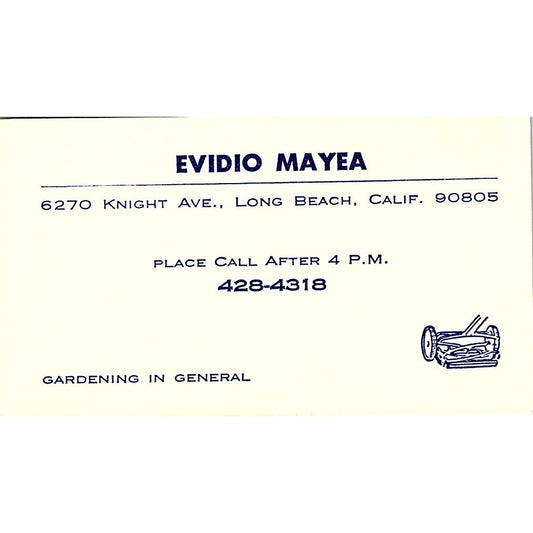 EVIDIO MAYEA
6270 KNIGHT AVE., LONG BEACH, CALIF. 90805
PLACE CALL AFTER 4 P.M.
428-4318
GARDENING IN GENERAL